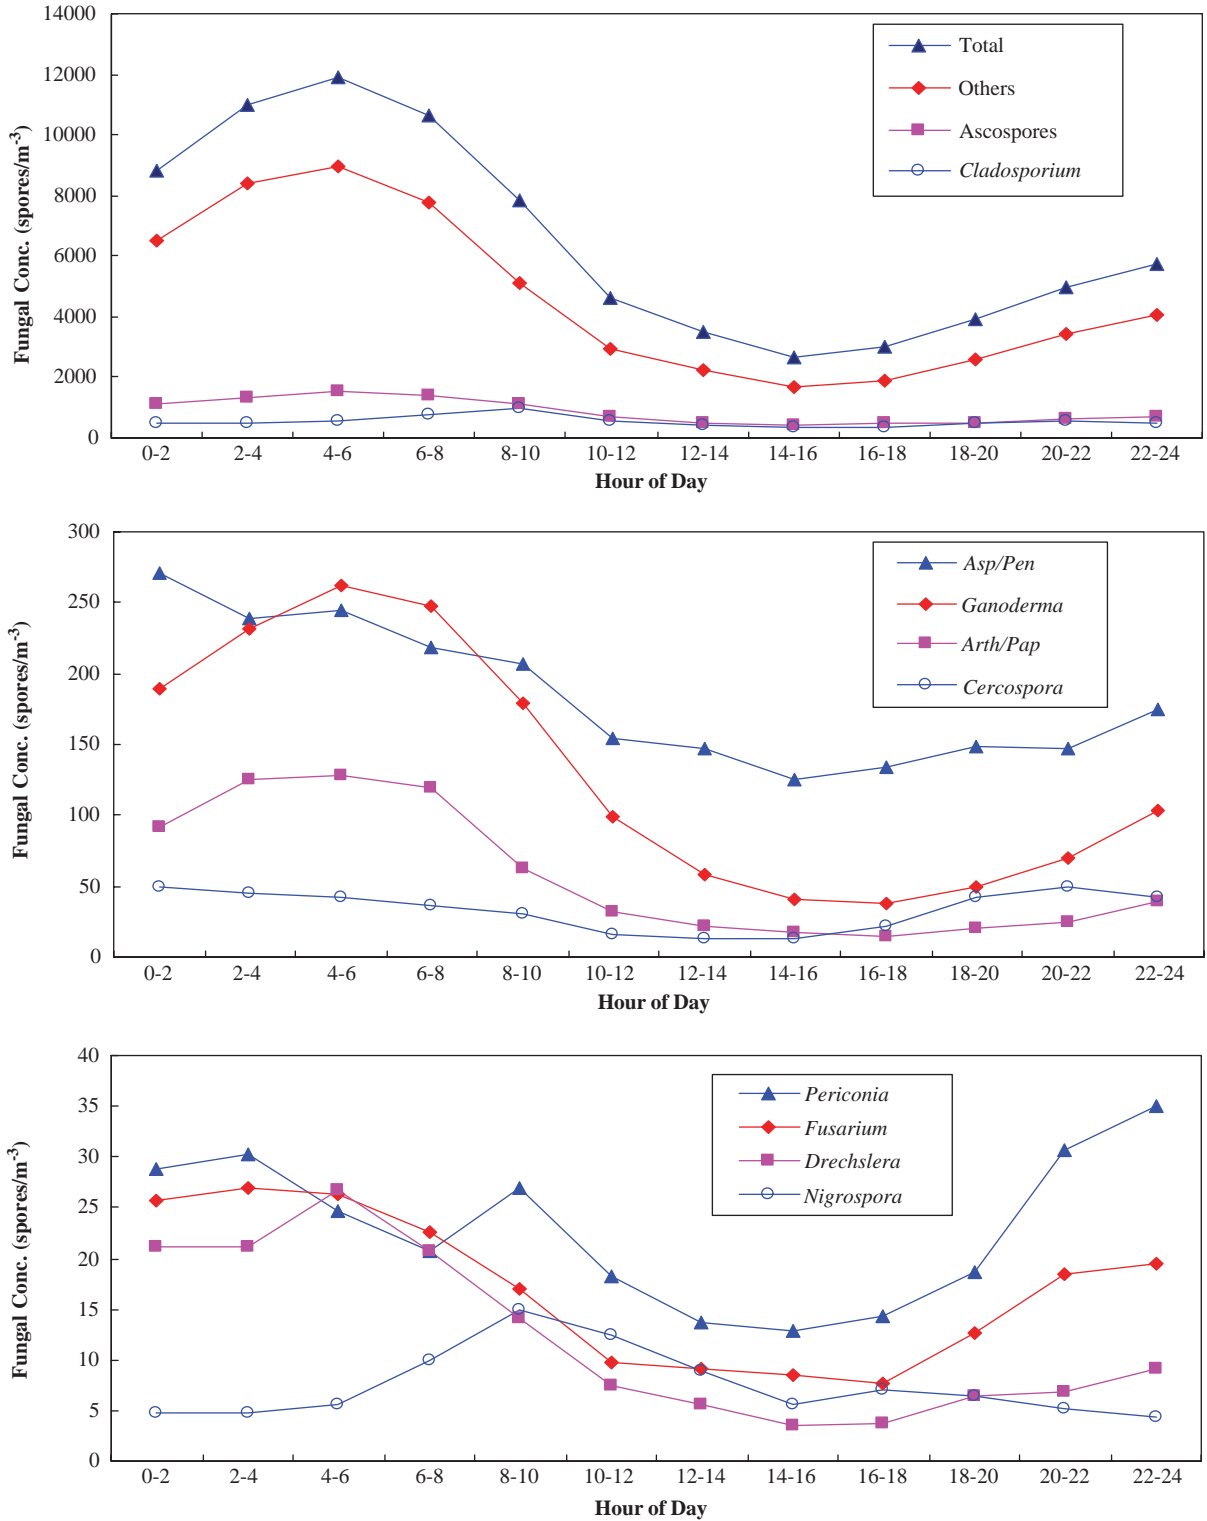 14000
12000
10000
8000
6000
4000
2000
0
Fungal Conc. (spores/m-3)
Total
Others
Ascospores
Cladosporium
0-2 2-4 4-6 6-8 8-10 10-12 12-14 14-16 16-18 18-20 20-22 22-24
Hour of Day
300
250
200
150
100
50
0
Fungal Conc. (spores/m-3)
Asp/Pen
Ganoderma
Arth/Pap
Cercospora
0-2 2-4 4-6 6-8 8-10 10-12 12-14 14-16 16-18 18-20 20-22 22-24
Hour of Day
40
35
30
25
20
15
10
5
0
Fungal Conc. (spores/m-3)
Periconia
Fusarium
Drechslera
Nigrospora
0-2 2-4 4-6 6-8 8-10 10-12 12-14 14-16 16-18 18-20 20-22 22-24
Hour of Day